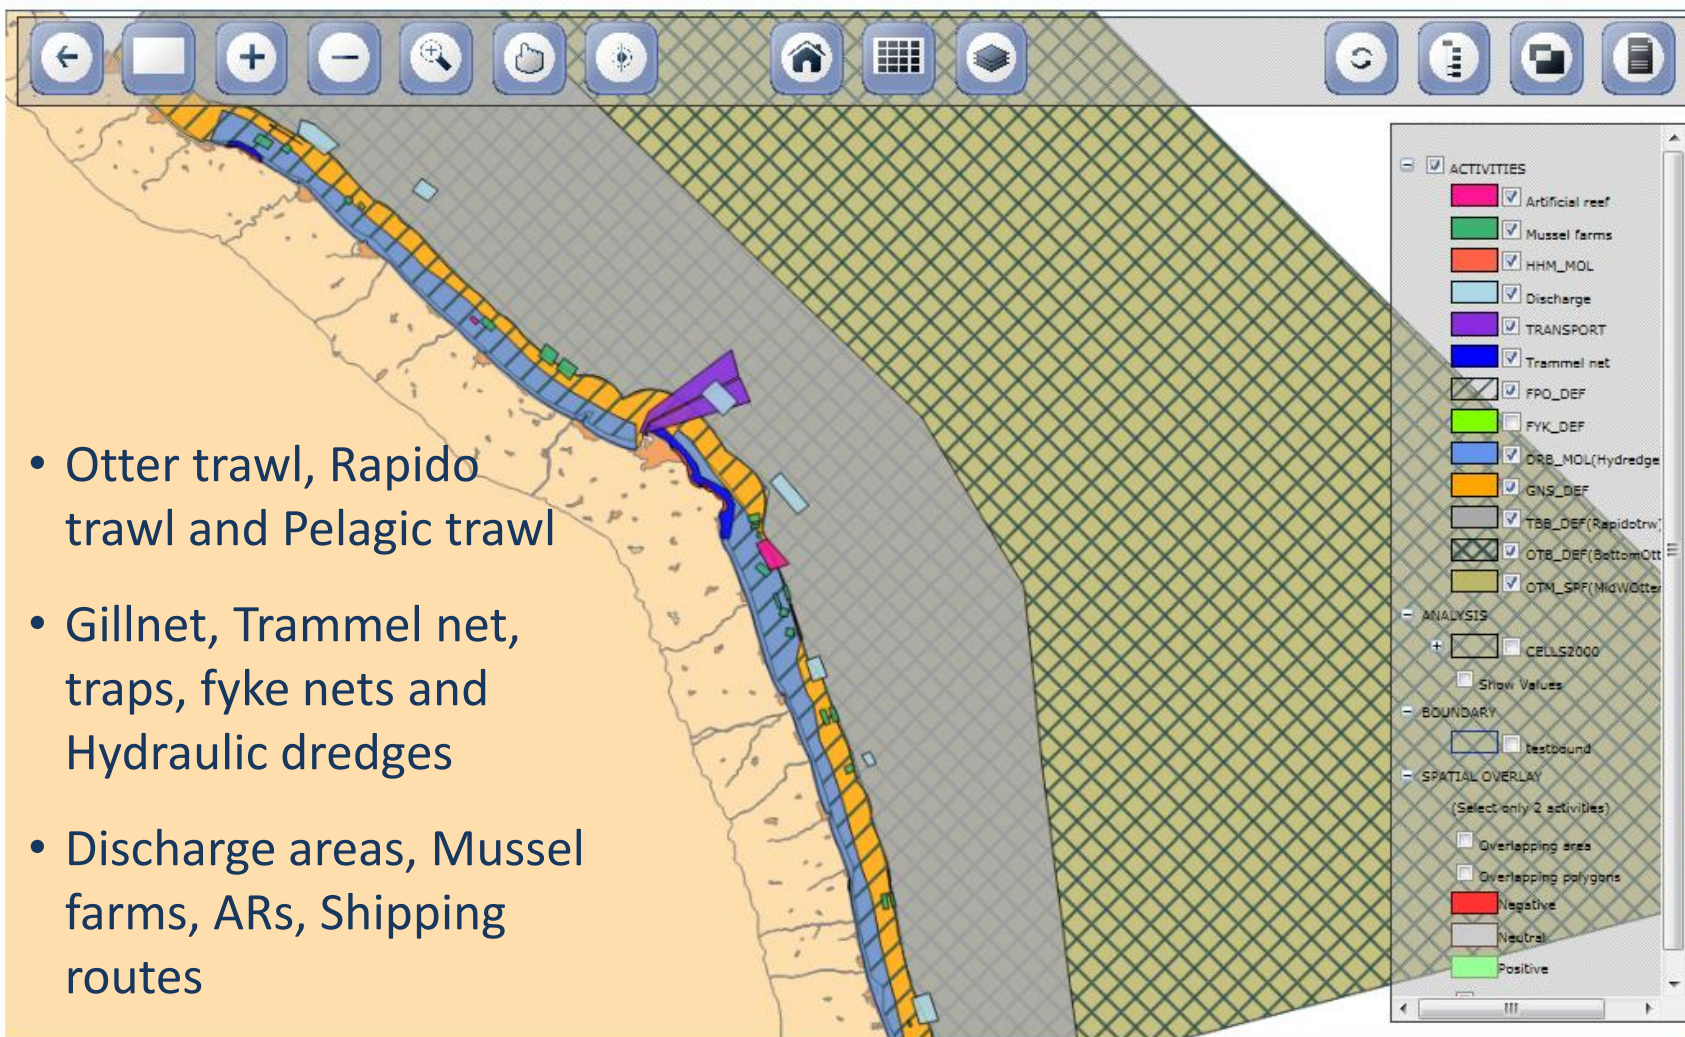 • Otter trawl, Rapido
trawl and Pelagic trawl
• Gillnet, Trammel net,
traps, fyke nets and
Hydraulic dredges
• Discharge areas, Mussel
farms, ARs, Shipping
routes
ACTIVITIES
Artificial reef
Mussel farms
HHM_MOL
Discharge
TRANSPORT
Trammel net
FPO_DEF
FYK_DEF
DRB_MOL(Hydredge
GNS_DEF
TBB_DEF(Rapidotrw)
OTB_DEF(BottomOtt
OTM_SPF(MidWOtter
ANALYSIS
CELLS2000
Show Values
BOUNDARY
testbound
SPATIAL OVERLAY
(Select only 2 activities)
Overlapping area
Overlapping polygons
Negative
Neutral
Positive